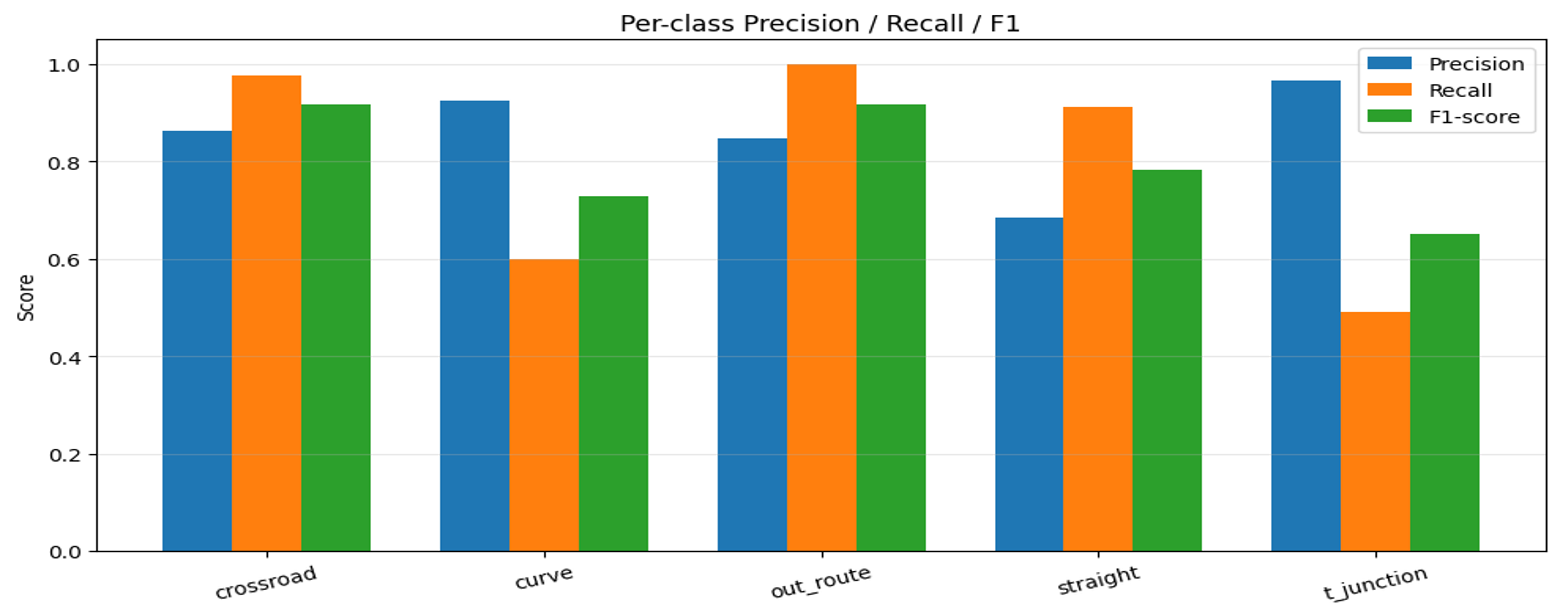 Per-class Precision / Recall / F1
Precision
Recall
F1-score
Score
1.0
0.8
0.6
0.4
0.2
0.0
crossroad
curve
out_route
straight
t_junction